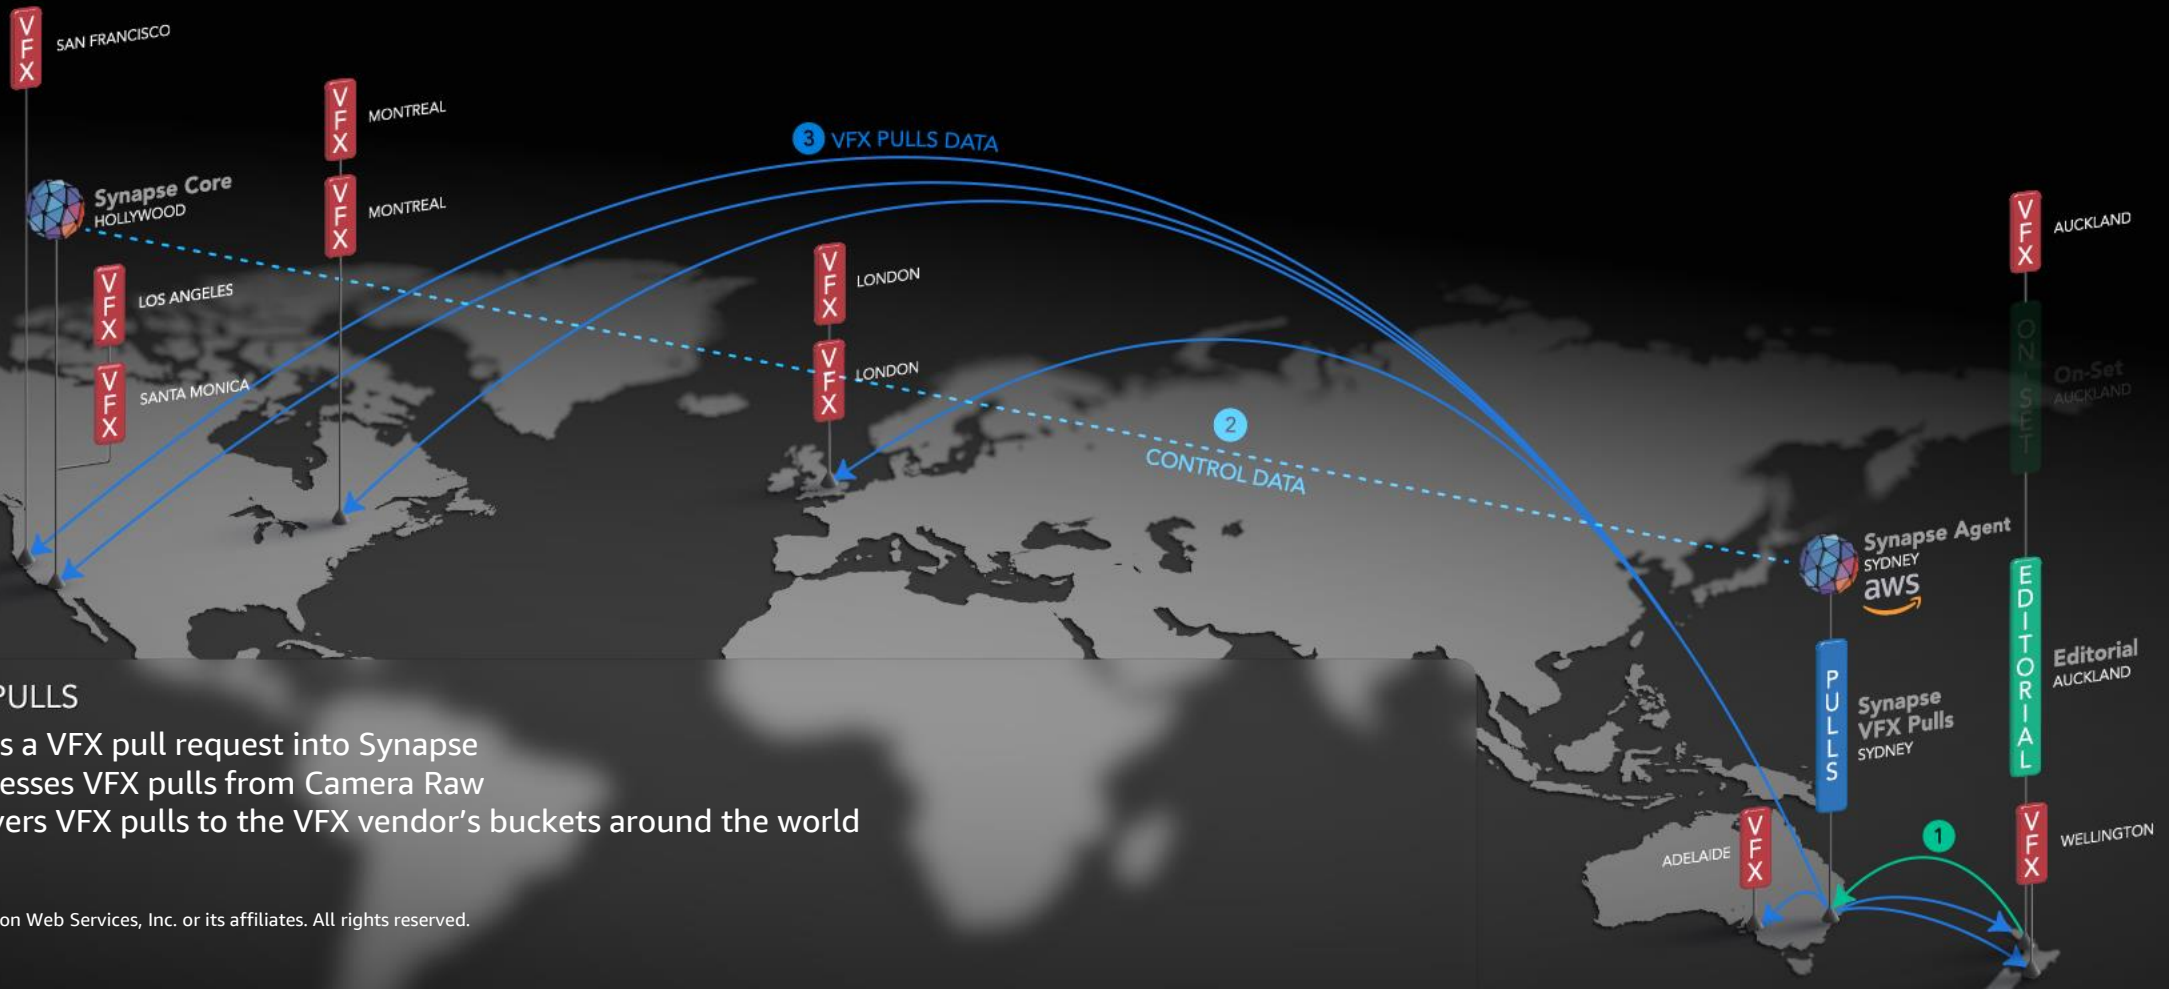 VFX
SAN FRANCISCO
VFX
MONTREAL
3 VFX PULLS DATA
Synapse Core
HOLLYWOOD
VFX
MONTREAL
VFX
AUCKLAND
VFX
LOS ANGELES
VFX
LONDON
ON-SET
On-Set
AUCKLAND
VFX
SANTA MONICA
VFX
LONDON
2
CONTROL DATA
Synapse Agent
SYDNEY
aws
EDITORIAL
Editorial
AUCKLAND
PULLS
Synapse
VFX Pulls
SYDNEY
PULLS
s a VFX pull request into Synapse
esses VFX pulls from Camera Raw
vers VFX pulls to the VFX vendor's buckets around the world
ADELAIDE
VFX
1
VFX
WELLINGTON
on Web Services, Inc. or its affiliates. All rights reserved.